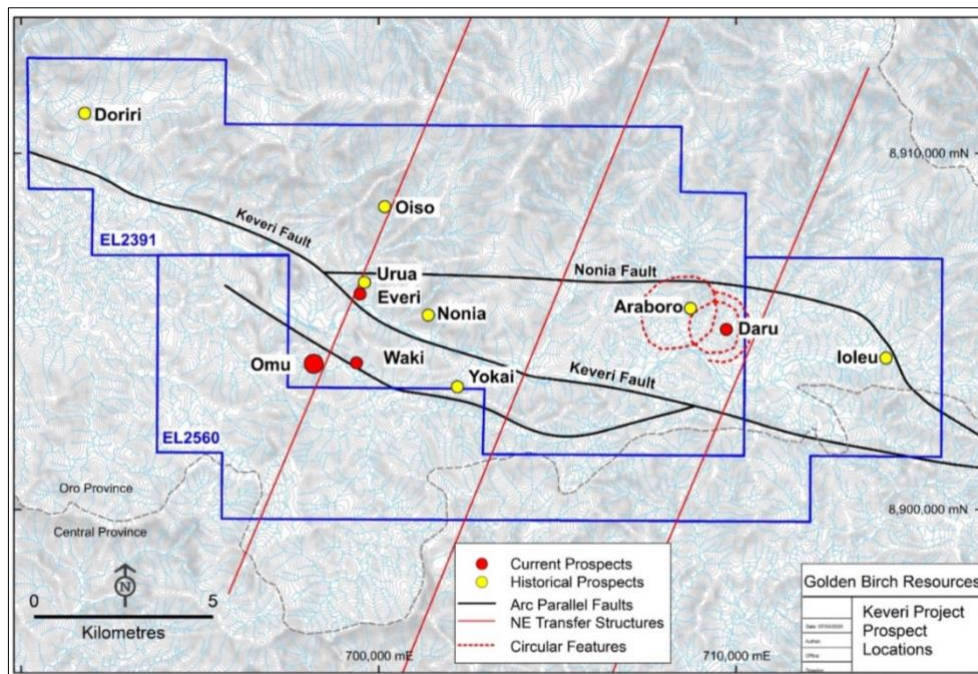 Doriri
8,910,000 mN
Oiso
Keveri Fault
EL2391
Urua
Nonia Fault
Everi
Araboro
Nonia
Daru
Omu
Waki
Ioleu
Yokai
Keveri Fault
EL2560
Oro Province
8,900,000 mN
Central Province
N
0 5
Kilometres
Current Prospects
Historical Prospects
Arc Parallel Faults
NE Transfer Structures
Circular Features
700,000 mE
710,000 mE
Golden Birch Resources
Keveri Project
Prospect
Locations
Author:
Office: